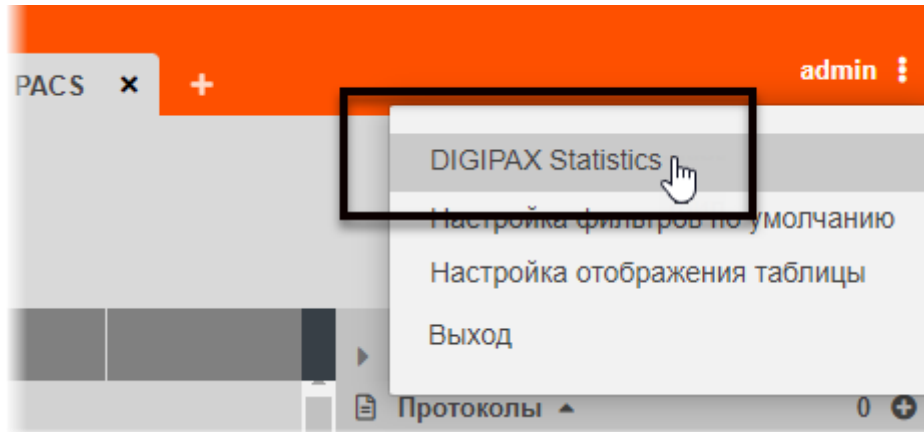 PACS × +
admin
DIGIPAX Statistics
Настройка фильтров по умолчанию
Настройка отображения таблицы
Выход
Протоколы 0